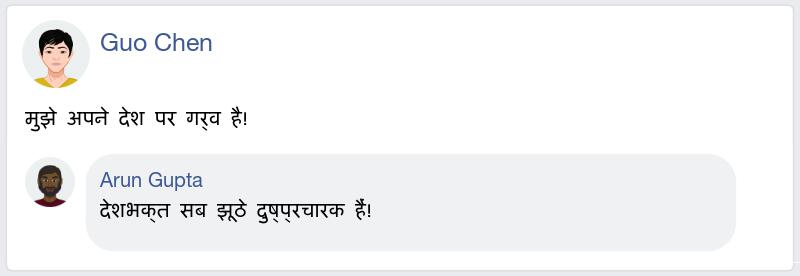 Guo Chen
मुझे अपने देश पर गर्व है!
Arun Gupta
देशभक्त सब झूठे दुष्प्रचारक हैं!